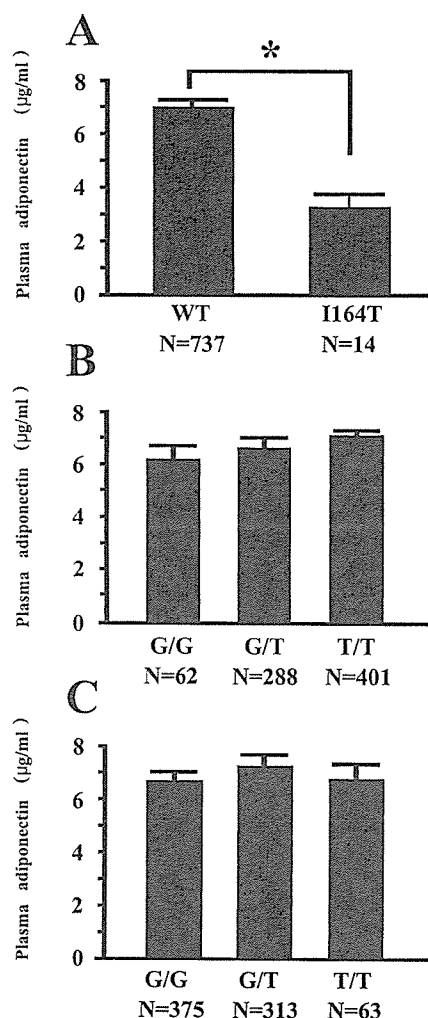 A
*
Plasma adiponectin (µg/ml)
8
6
4
2
0
WT I164T
N=737 N=14
B
Plasma adiponectin (µg/ml)
8
6
4
2
0
G/G G/T T/T
N=62 N=288 N=401
C
Plasma adiponectin (µg/ml)
8
6
4
2
0
G/G G/T T/T
N=375 N=313 N=63